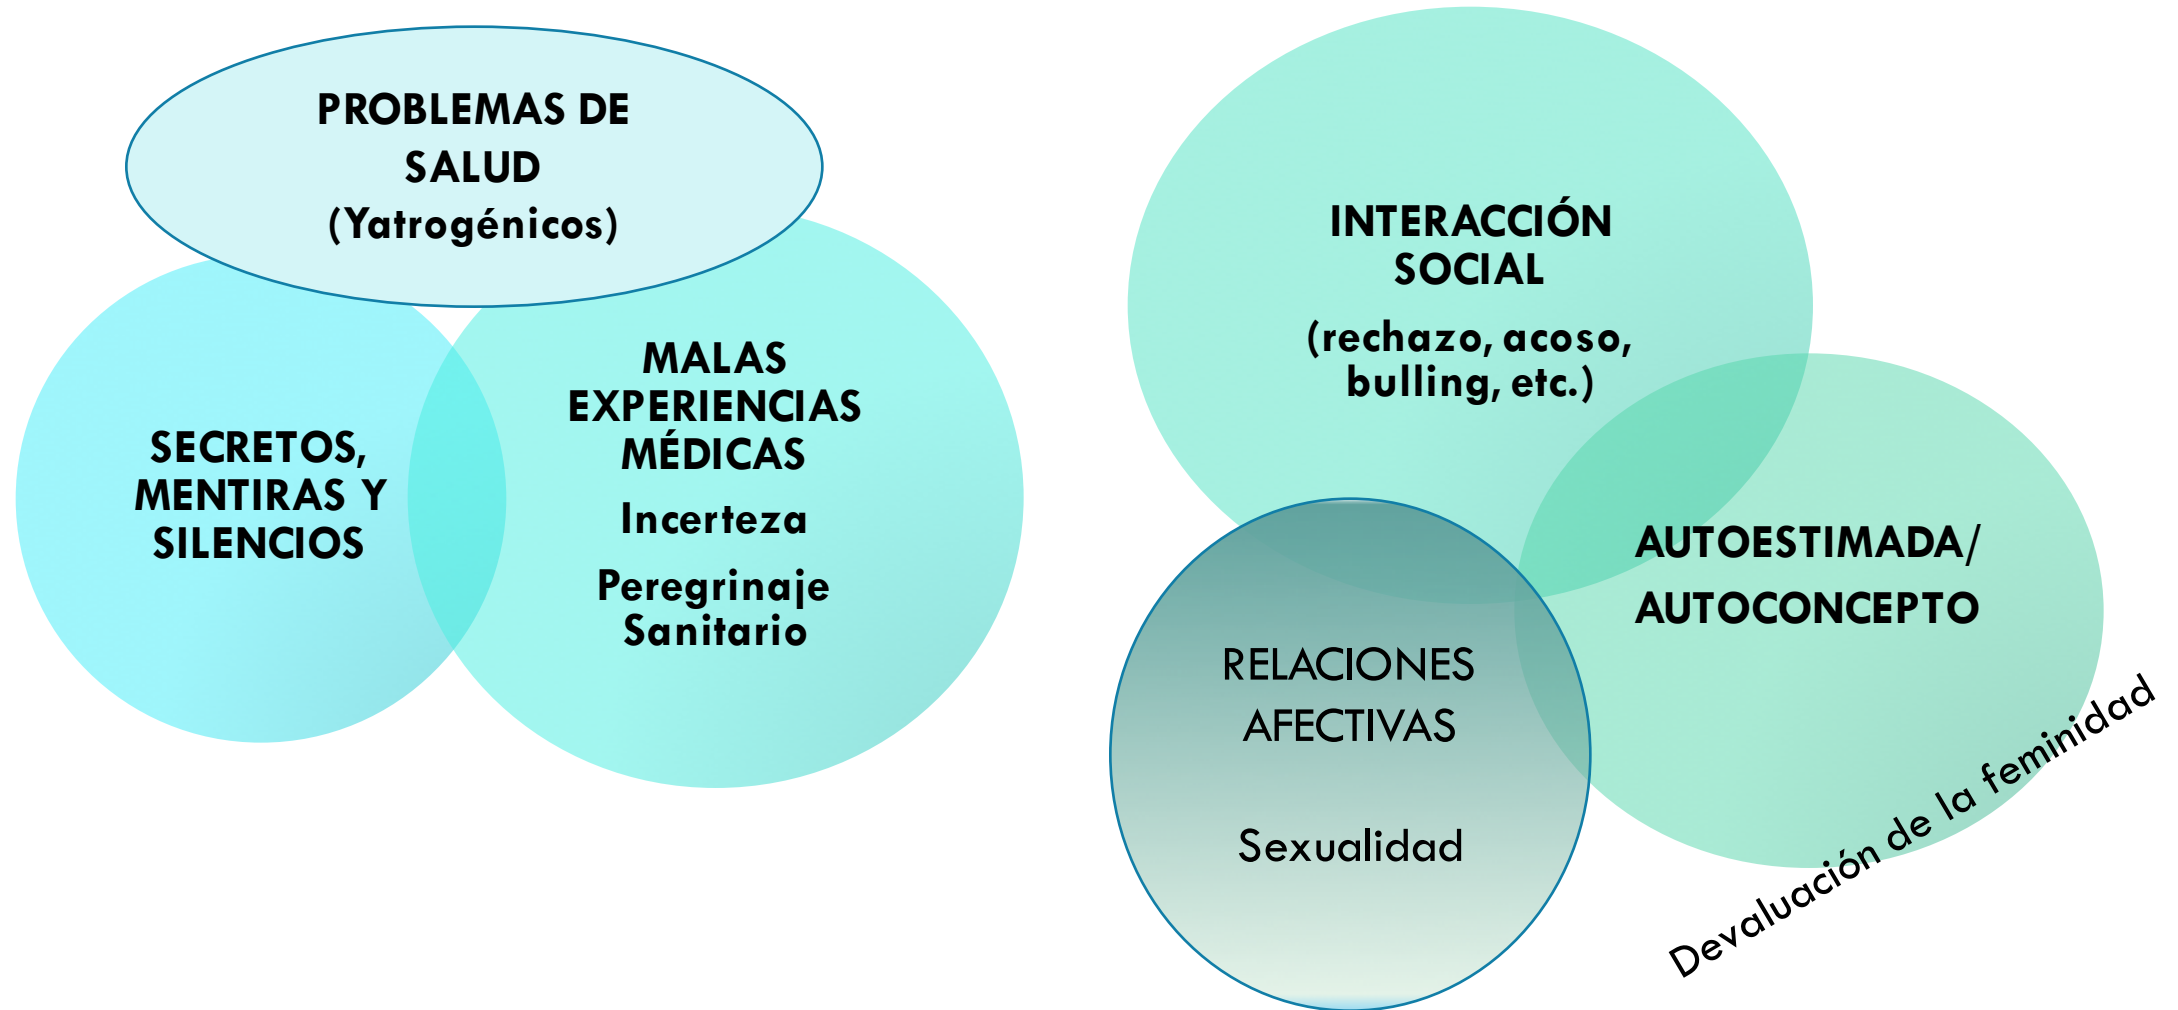 PROBLEMAS DE
SALUD
(Yatrogénicos)
SECRETOS,
MENTIRAS Y
SILENCIOS
MALAS
EXPERIENCIAS
MÉDICAS
Incerteza
Peregrinaje
Sanitario
INTERACCIÓN
SOCIAL
(rechazo, acoso,
bulling, etc.)
AUTOESTIMADA/
AUTOCONCEPTO
RELACIONES
AFECTIVAS
Sexualidad
Devaluación de la feminidad